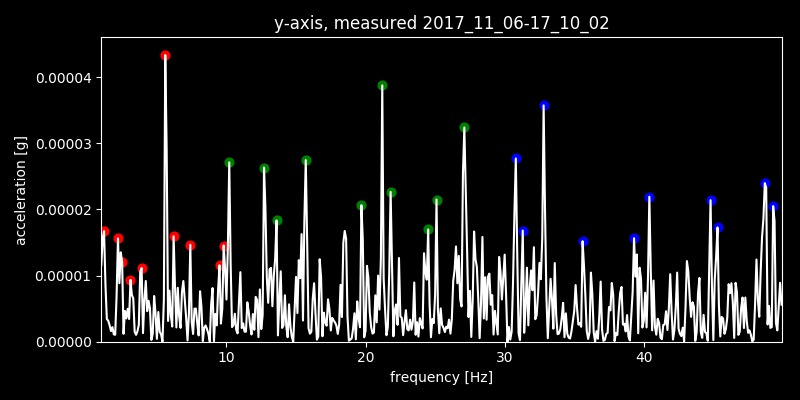 y-axis, measured 2017_11_06-17_10_02
acceleration [g]
0.00004
0.00003
0.00002
0.00001
0.00000
10 20 30 40
frequency [Hz]